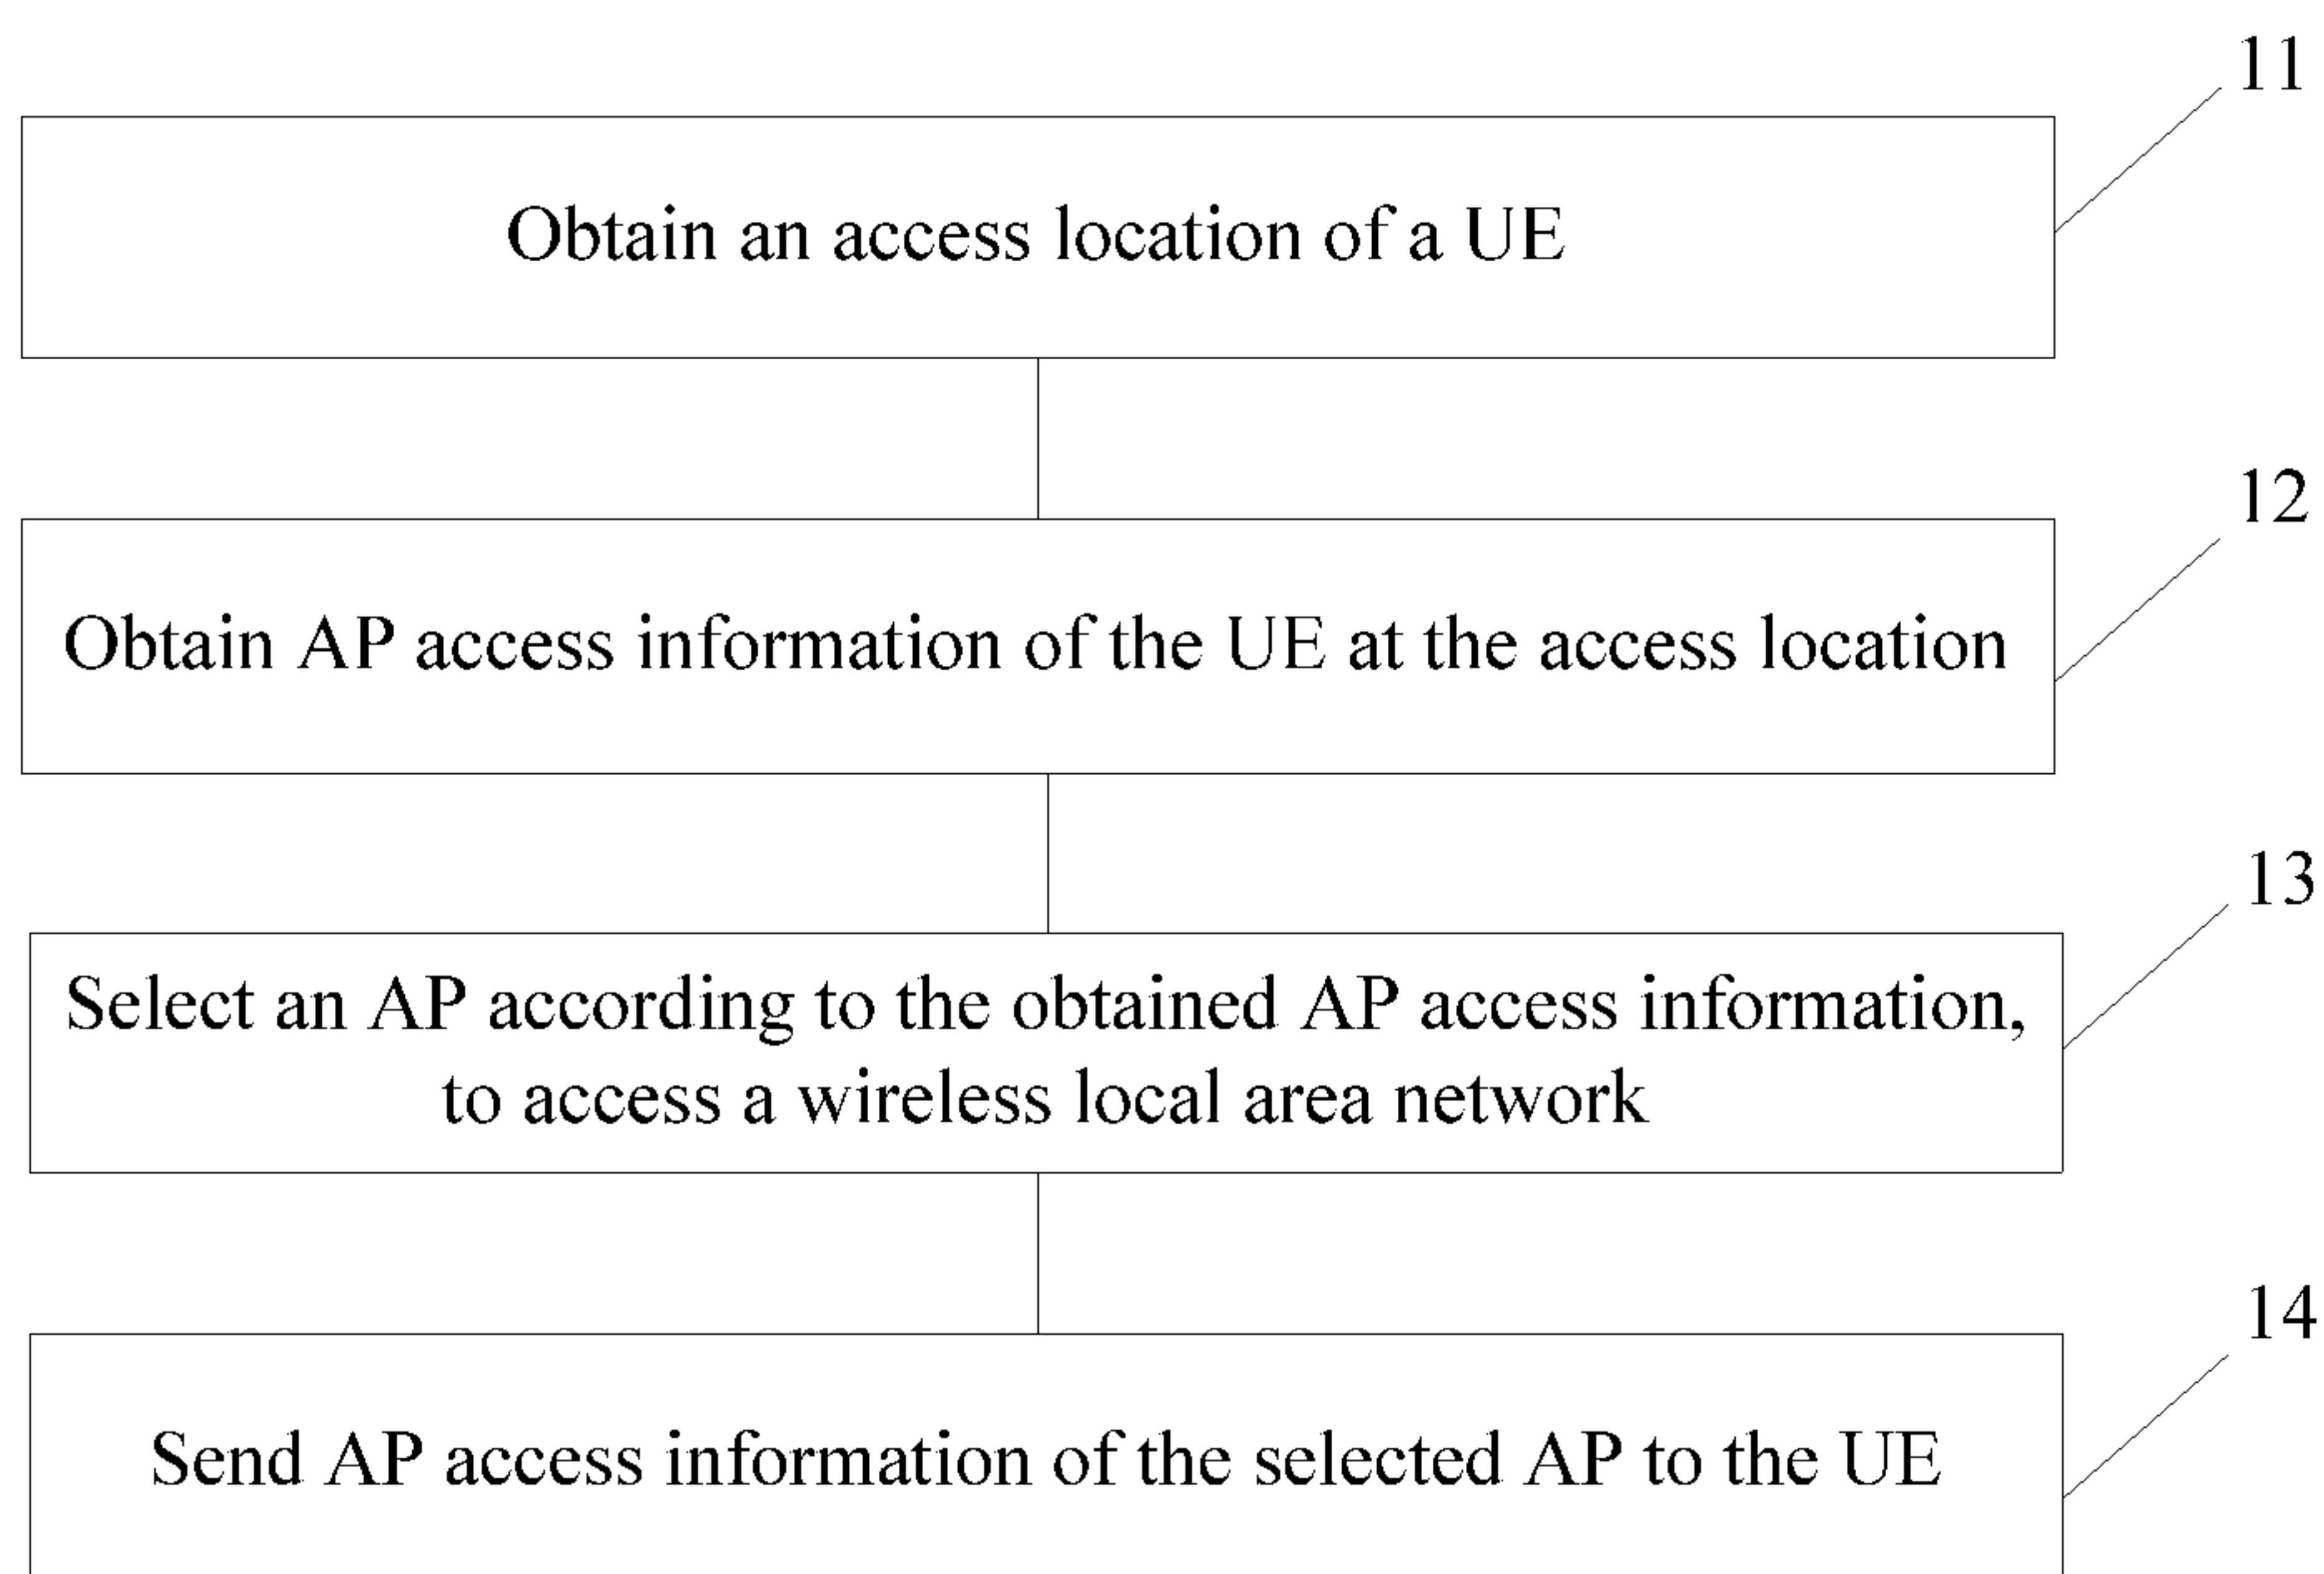 11
Obtain an access location of a UE
12
Obtain AP access information of the UE at the access location
13
Select an AP according to the obtained AP access information,
to access a wireless local area network
14
Send AP access information of the selected AP to the UE